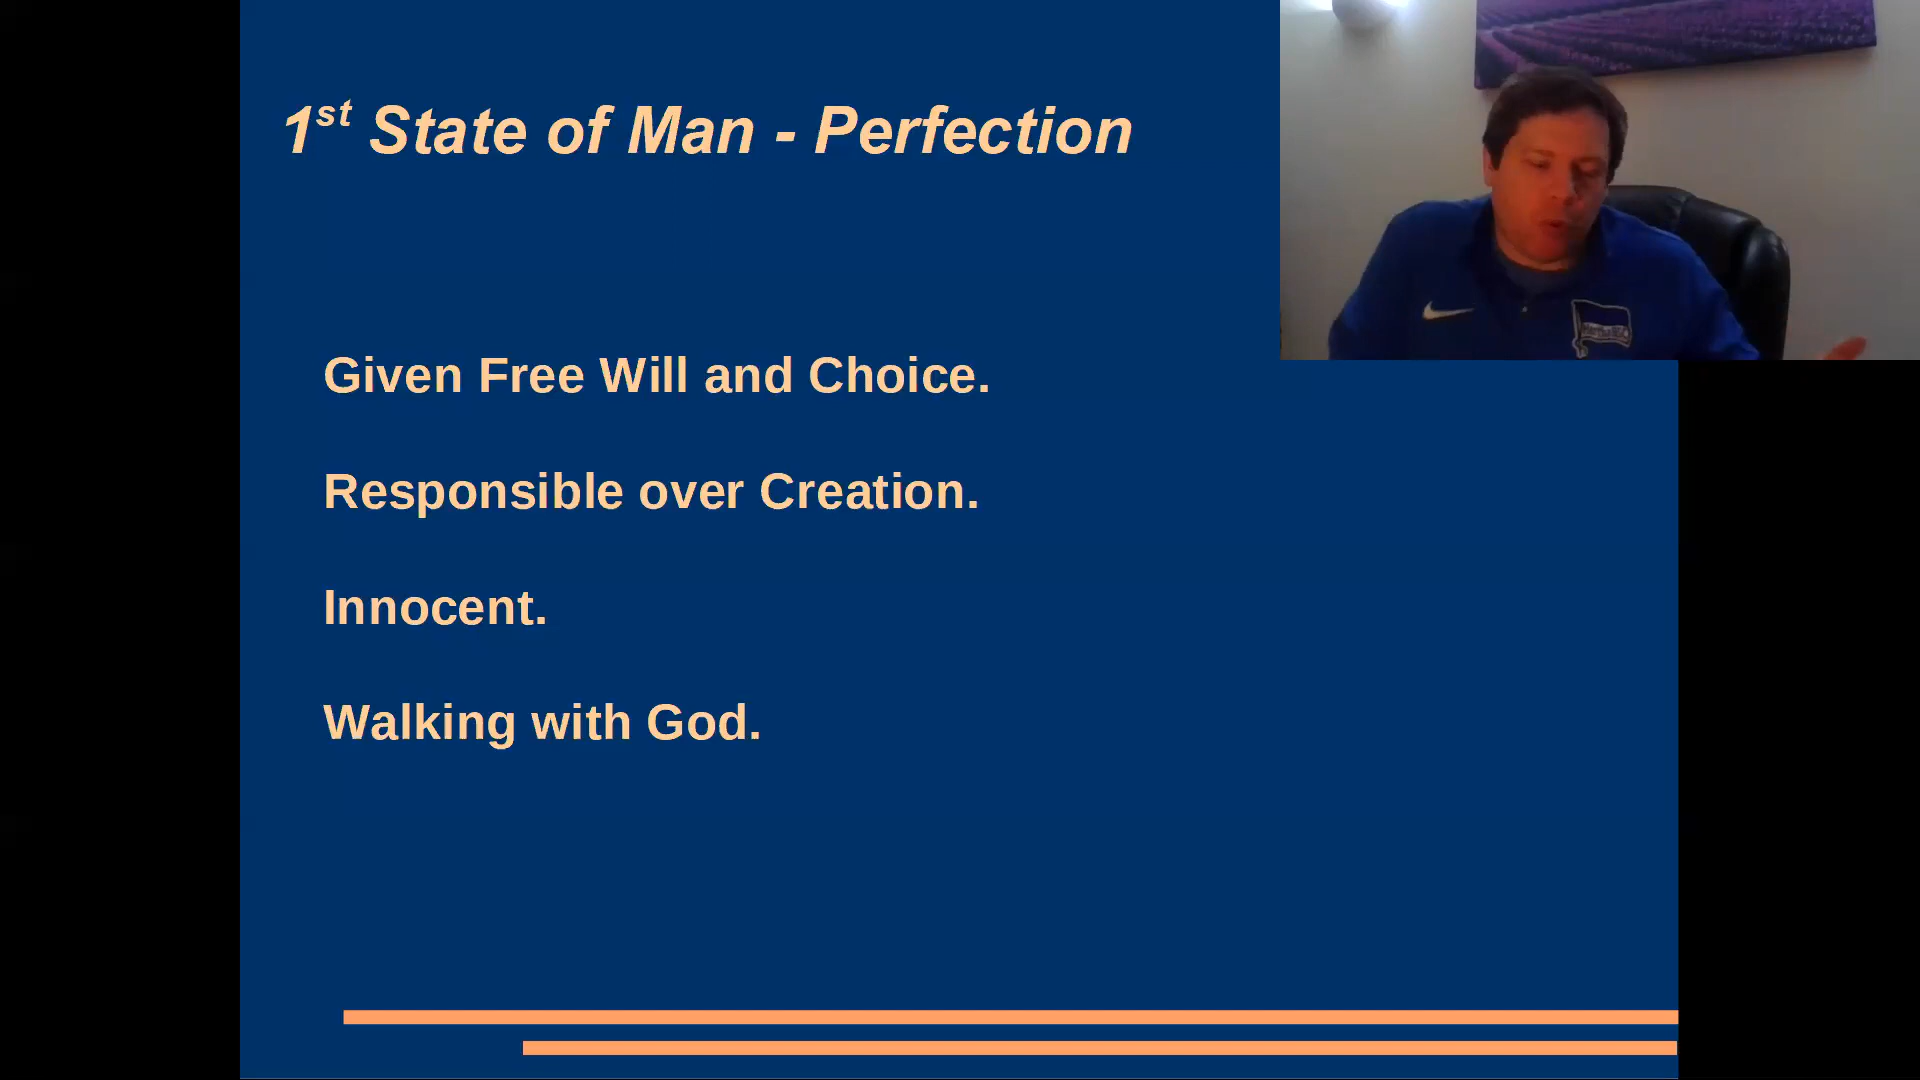 1st State of Man - Perfection
Given Free Will and Choice.
Responsible over Creation.
Innocent.
Walking with God.